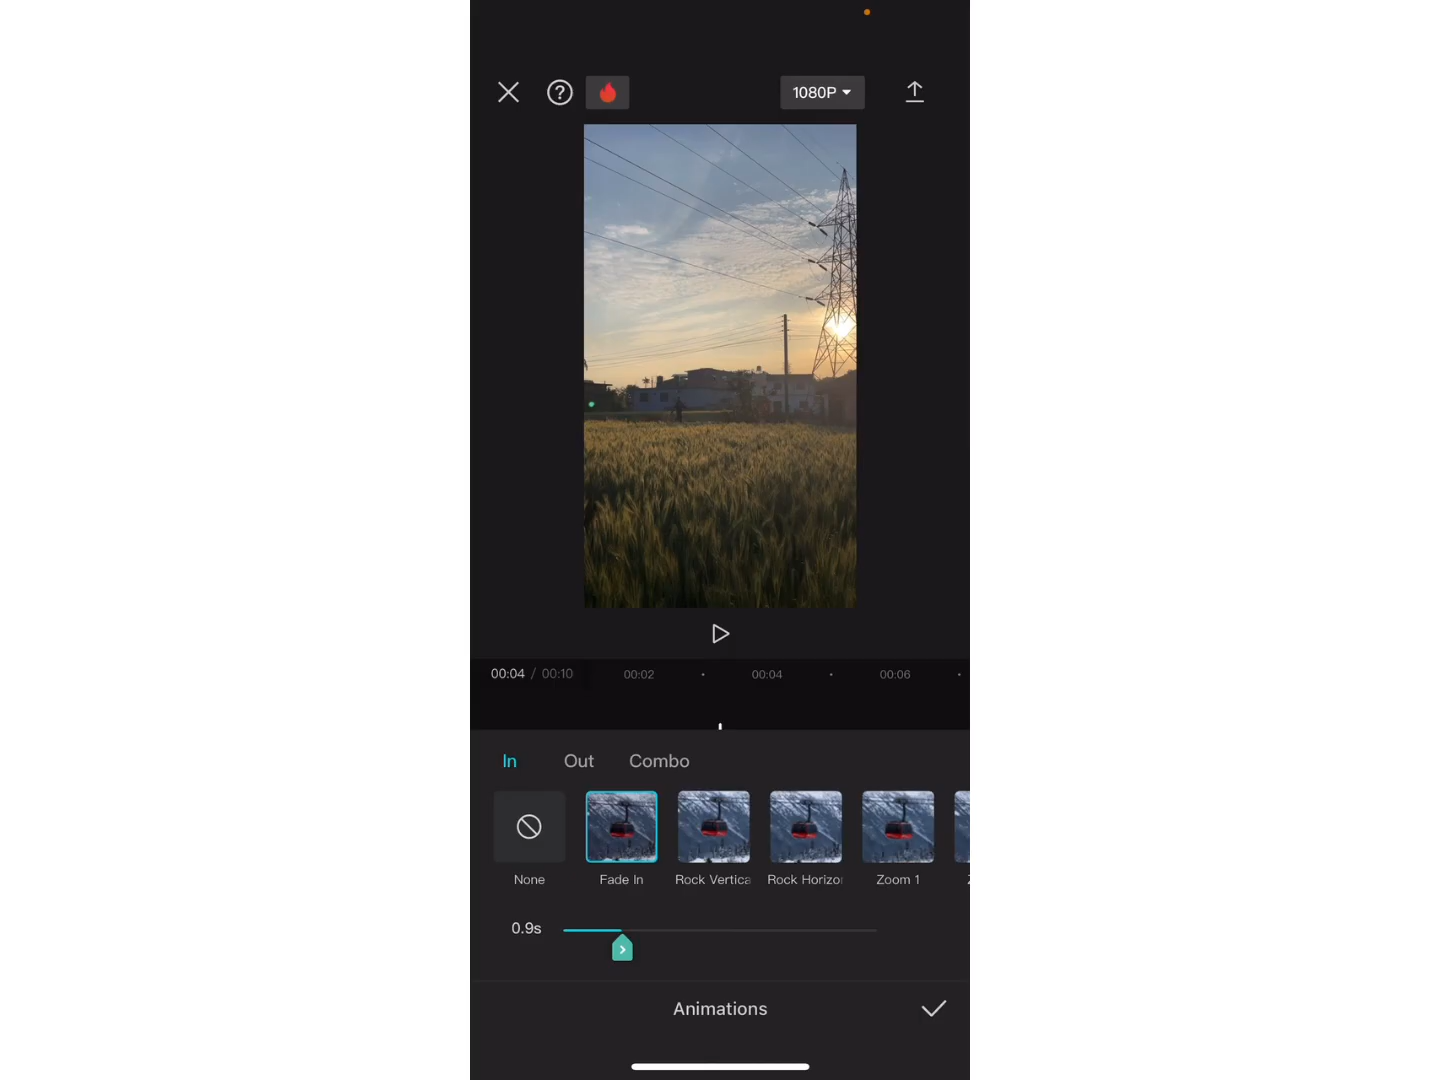 1080P
00:04 / 00:10 00:02 00:04 00:06
In Out Combo
None Fade In Rock Vertica Rock Horizo Zoom 1
0.9s
Animations